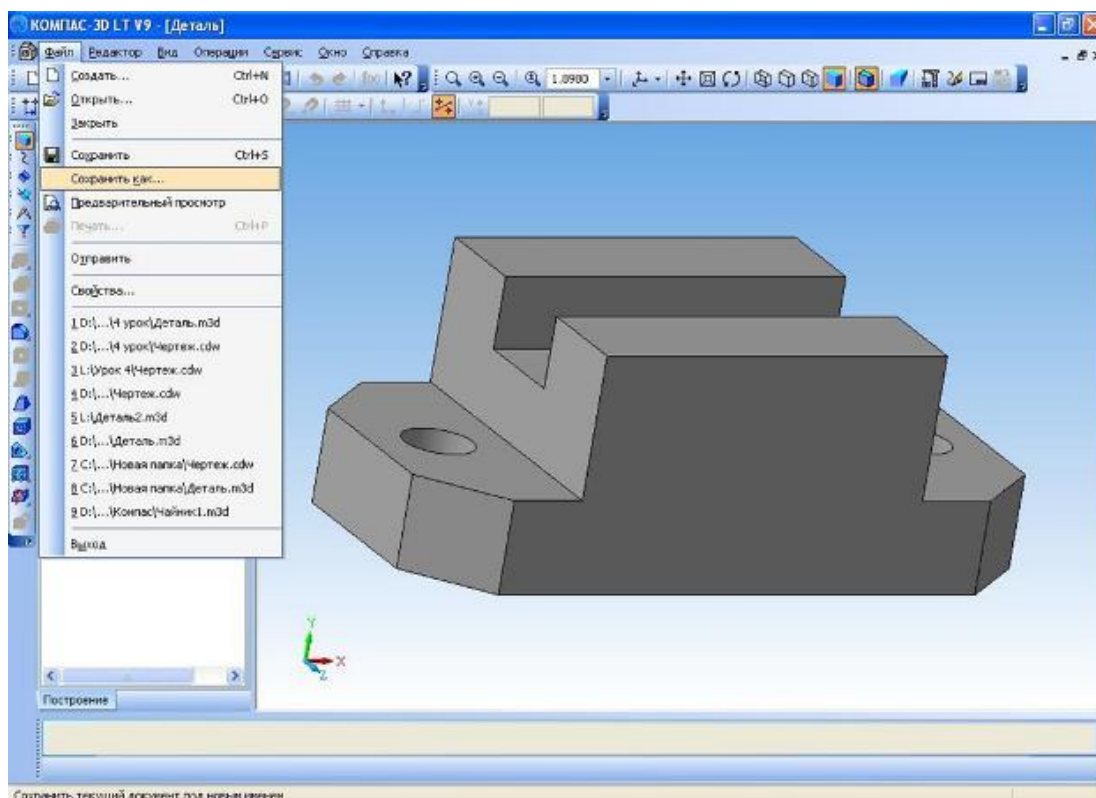 КОМПАС-3D LT V9 - [Деталь]
Файл Редактор Вид Операции Сервис Окно Справка
1.0980
Создать... Ctrl+N
Открыть... Ctrl+O
Закрыть
Сохранить Ctrl+S
Сохранить как...
Предварительный просмотр
Печать... Ctrl+P
Отправить
Свойства...
1 D:\...\4 урок\Деталь.m3d
2 D:\...\4 урок\Чертеж.cdw
3 L:\Урок 4\Чертеж.cdw
4 D:\...\Чертеж.cdw
5 L:\Деталь2.m3d
6 D:\...\Деталь.m3d
7 C:\...\Новая папка\Чертеж.cdw
8 C:\...\Новая папка\Деталь.m3d
9 D:\...\Компас\Чайник1.m3d
Выход
Y
X
Z
Построение
Сохранить текущий документ под новым именем